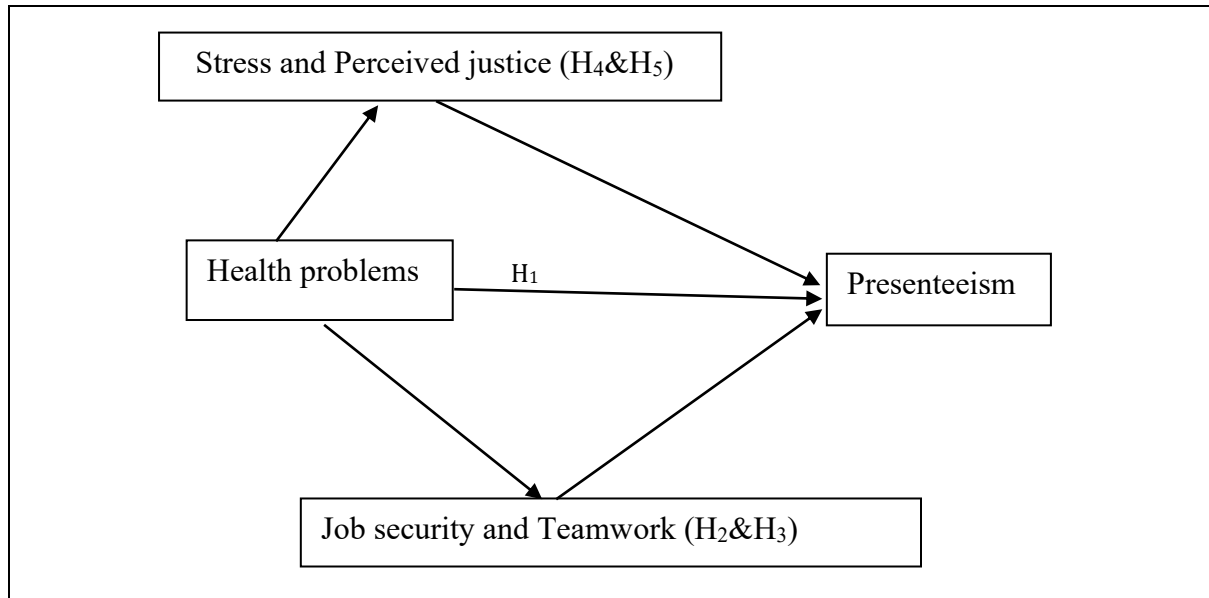 Stress and Perceived justice (H₄&H₅)
Health problems
H₁
Presenteeism
Job security and Teamwork (H₂&H₃)